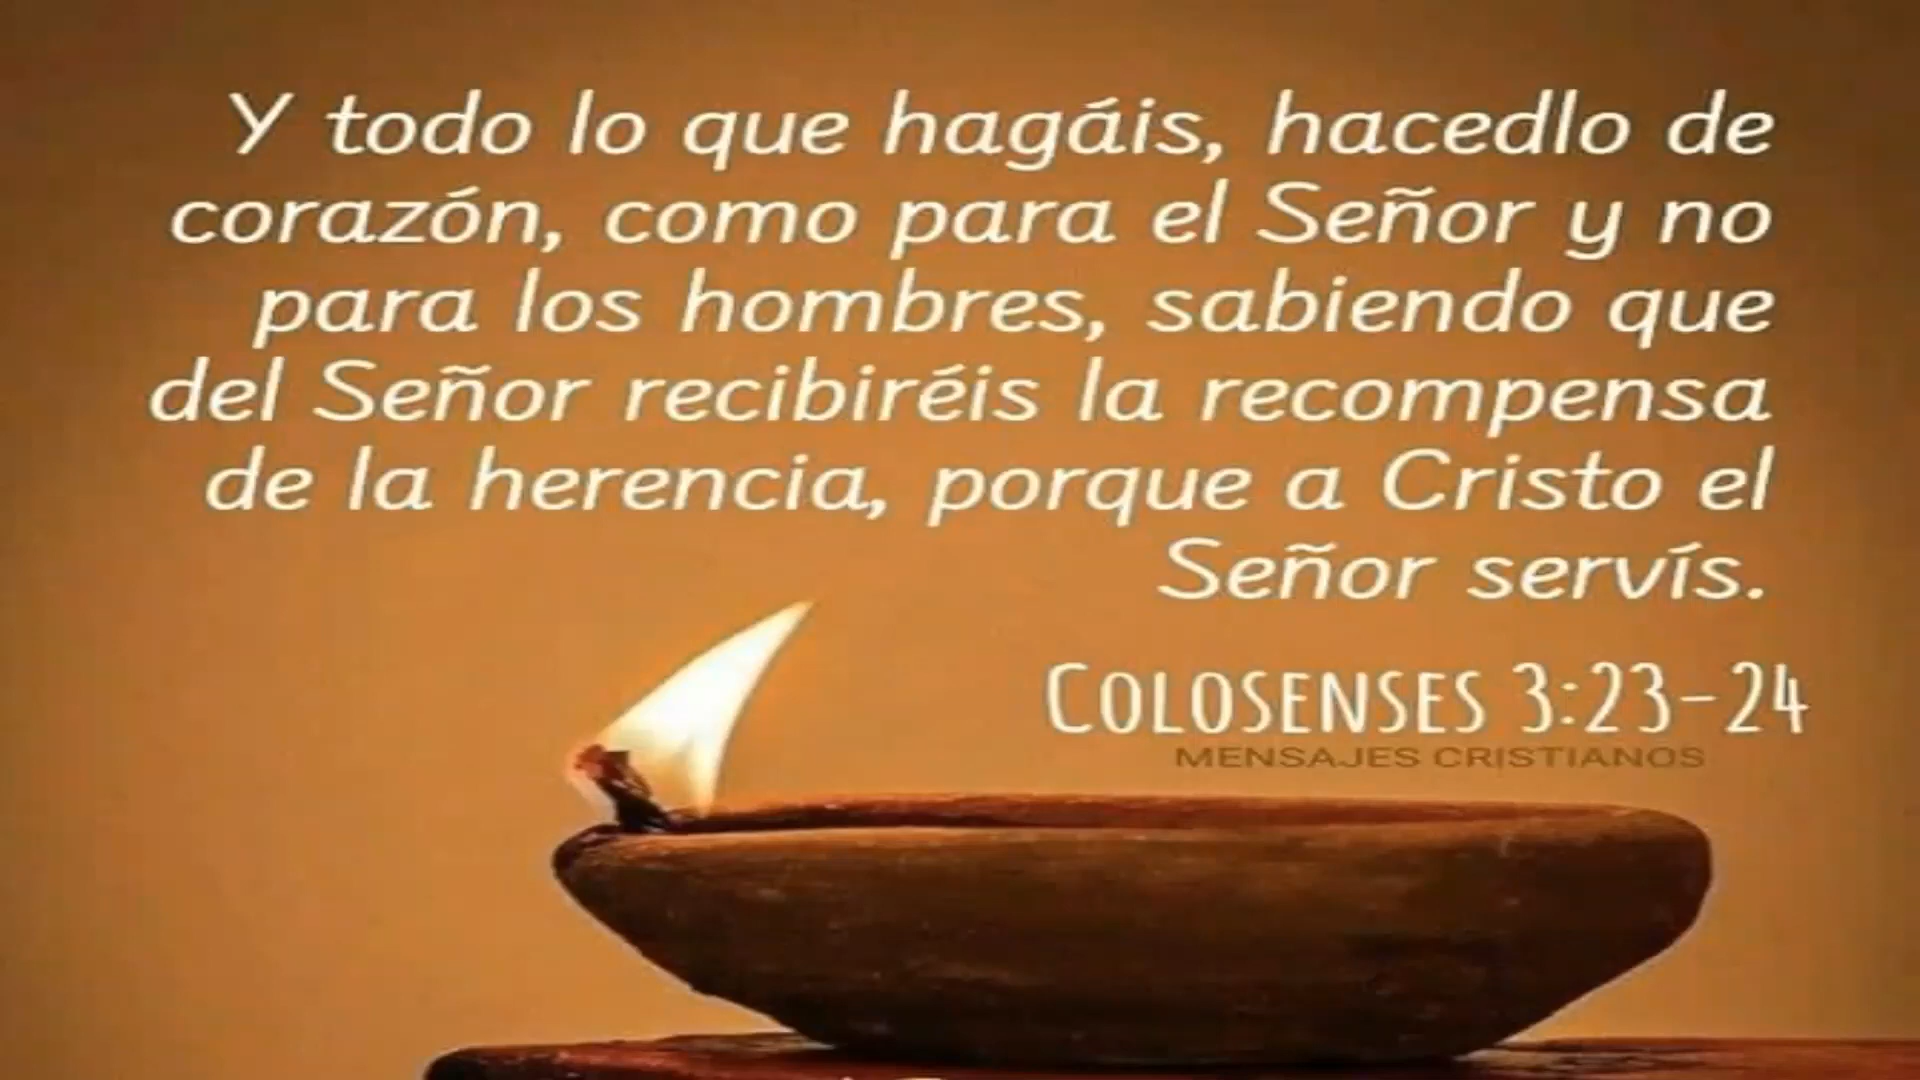 Y todo lo que hagáis, hacedlo de
corazón, como para el Señor y no
para los hombres, sabiendo que
del Señor recibiréis la recompensa
de la herencia, porque a Cristo el
Señor servís.
COLOSENSES 3:23-24
MENSAJES CRISTIANOS